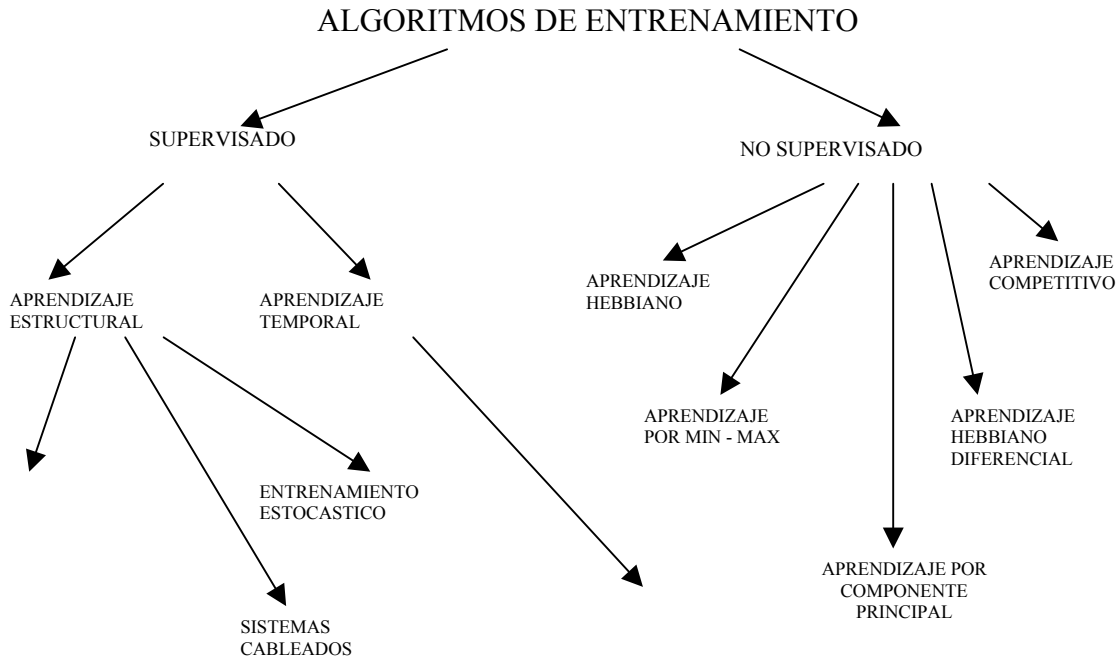 ALGORITMOS DE ENTRENAMIENTO
SUPERVISADO
NO SUPERVISADO
APRENDIZAJE
ESTRUCTURAL
APRENDIZAJE
TEMPORAL
APRENDIZAJE
HEBBIANO
APRENDIZAJE
COMPETITIVO
APRENDIZAJE
POR MIN - MAX
APRENDIZAJE
HEBBIANO
DIFERENCIAL
ENTRENAMIENTO
ESTOCASTICO
APRENDIZAJE POR
COMPONENTE
PRINCIPAL
SISTEMAS
CABLEADOS